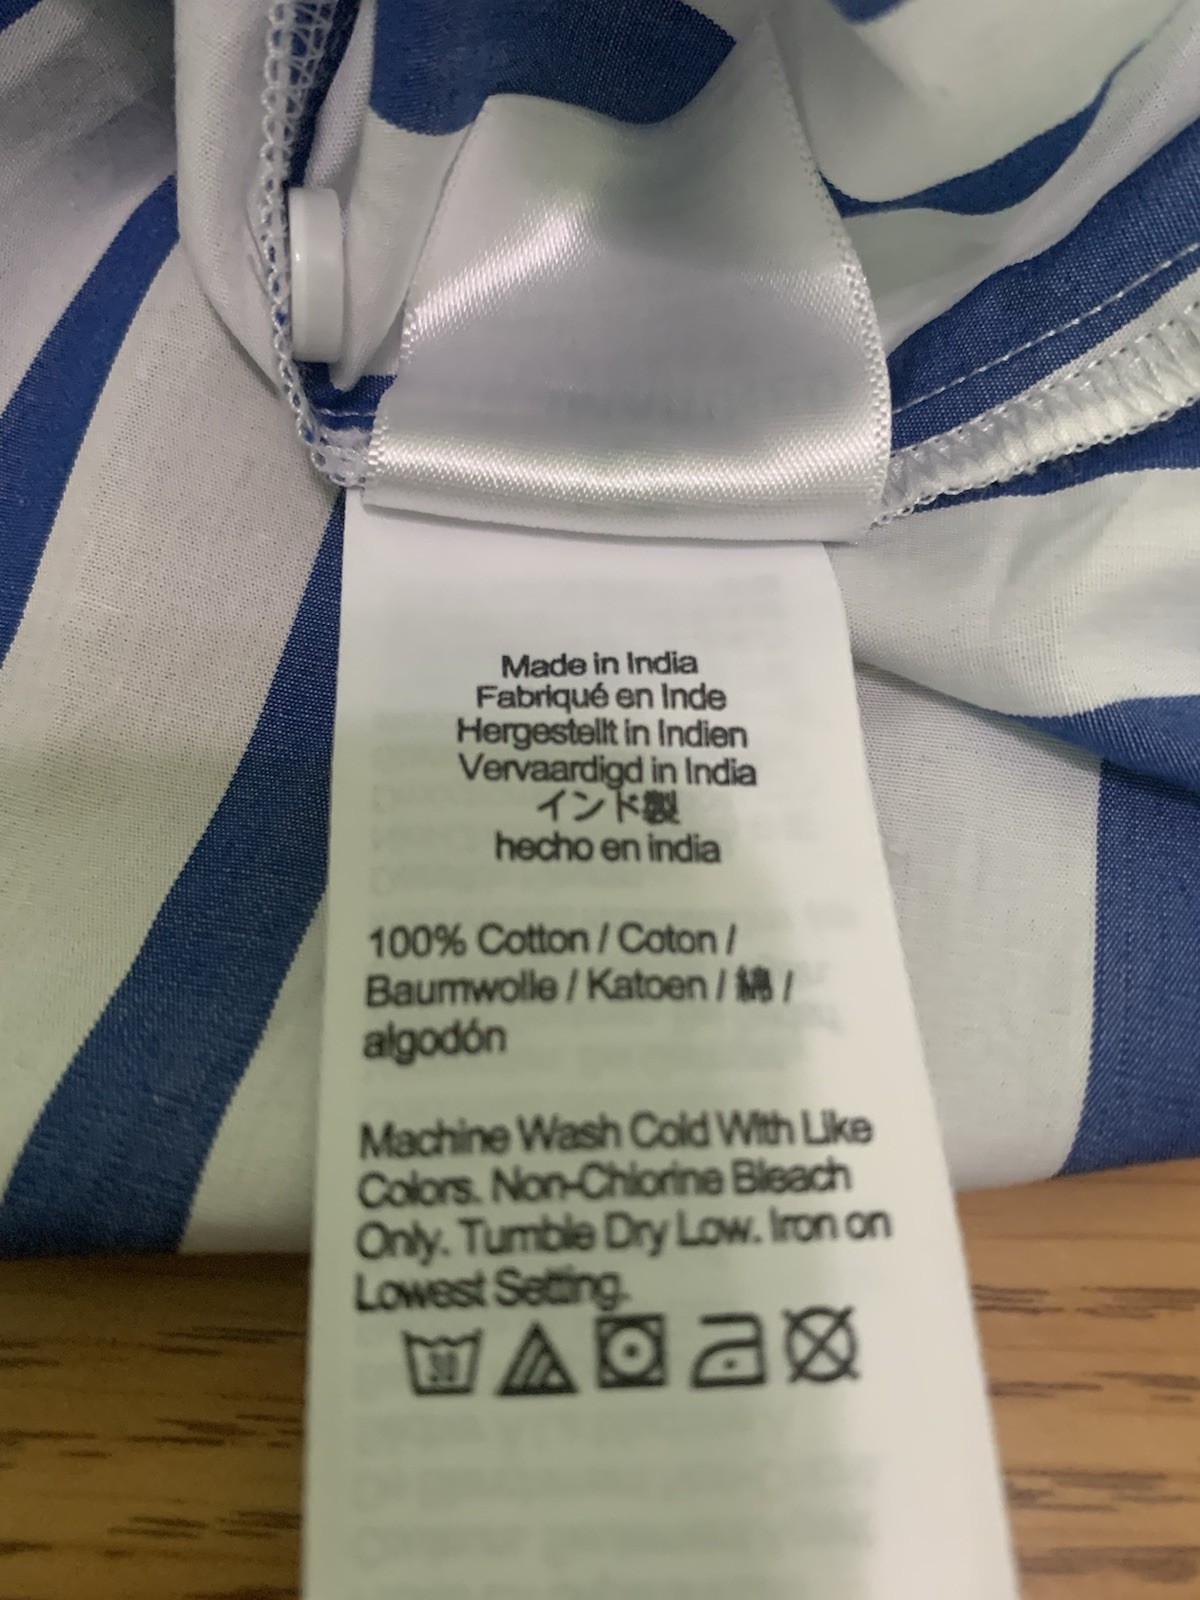 Made in India
Fabriqué en Inde
Hergestellt in Indien
Vervaardigd in India
インド製
hecho en india
100% Cotton / Coton /
Baumwolle / Katoen / 綿 /
algodón
Machine Wash Cold With Like
Colors. Non-Chlorine Bleach
Only. Tumble Dry Low. Iron on
Lowest Setting.
30